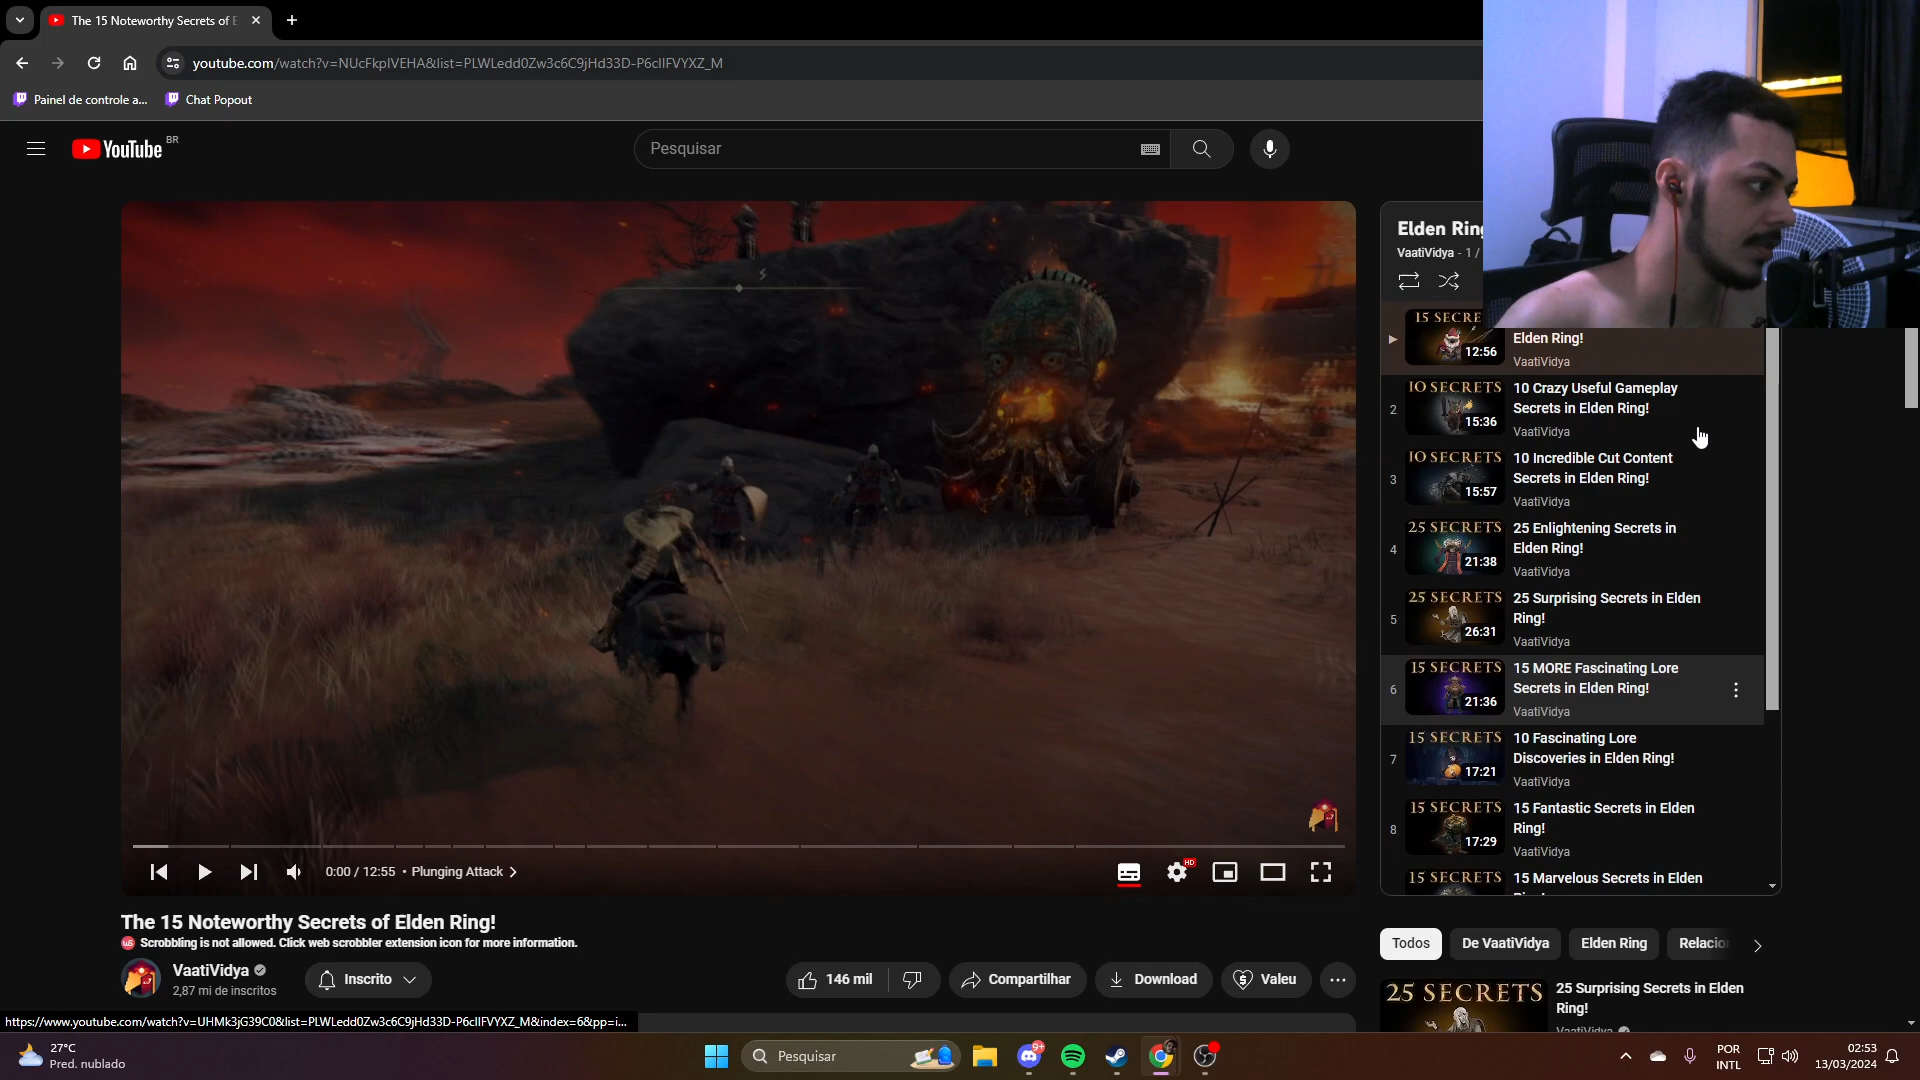 The 15 Noteworthy Secrets of E
youtube.com/watch?v=NUcFkpIVEHA&list=PLWLedd0Zw3c6C9jHd33D-P6cIIFVYXZ_M
Painel de controle a...
Chat Popout
YouTube BR
Pesquisar
Elden Ring
VaatiVidya - 1 /
15 SECRE
12:56
Elden Ring!
VaatiVidya
2
10 SECRETS
15:36
10 Crazy Useful Gameplay
Secrets in Elden Ring!
VaatiVidya
3
10 SECRETS
15:57
10 Incredible Cut Content
Secrets in Elden Ring!
VaatiVidya
4
25 SECRETS
21:38
25 Enlightening Secrets in
Elden Ring!
VaatiVidya
5
25 SECRETS
26:31
25 Surprising Secrets in Elden
Ring!
VaatiVidya
6
15 SECRETS
21:36
15 MORE Fascinating Lore
Secrets in Elden Ring!
VaatiVidya
7
15 SECRETS
17:21
10 Fascinating Lore
Discoveries in Elden Ring!
VaatiVidya
8
15 SECRETS
17:29
15 Fantastic Secrets in Elden
Ring!
VaatiVidya
15 SECRETS
15 Marvelous Secrets in Elden
HD
0:00 / 12:55 • Plunging Attack
The 15 Noteworthy Secrets of Elden Ring!
Scrobbling is not allowed. Click web scrobbler extension icon for more information.
VaatiVidya
2,87 mi de inscritos
Inscrito
146 mil
Compartilhar
Download
Valeu
Todos
De VaatiVidya
Elden Ring
Relacio
25 SECRETS
25 Surprising Secrets in Elden
Ring!
VaatiVidya
https://www.youtube.com/watch?v=UHMk3jG39C0&list=PLWLedd0Zw3c6C9jHd33D-P6cIIFVYXZ_M&index=6&pp=i...
27°C
Pred. nublado
Pesquisar
9+
POR
INTL
02:53
13/03/2024